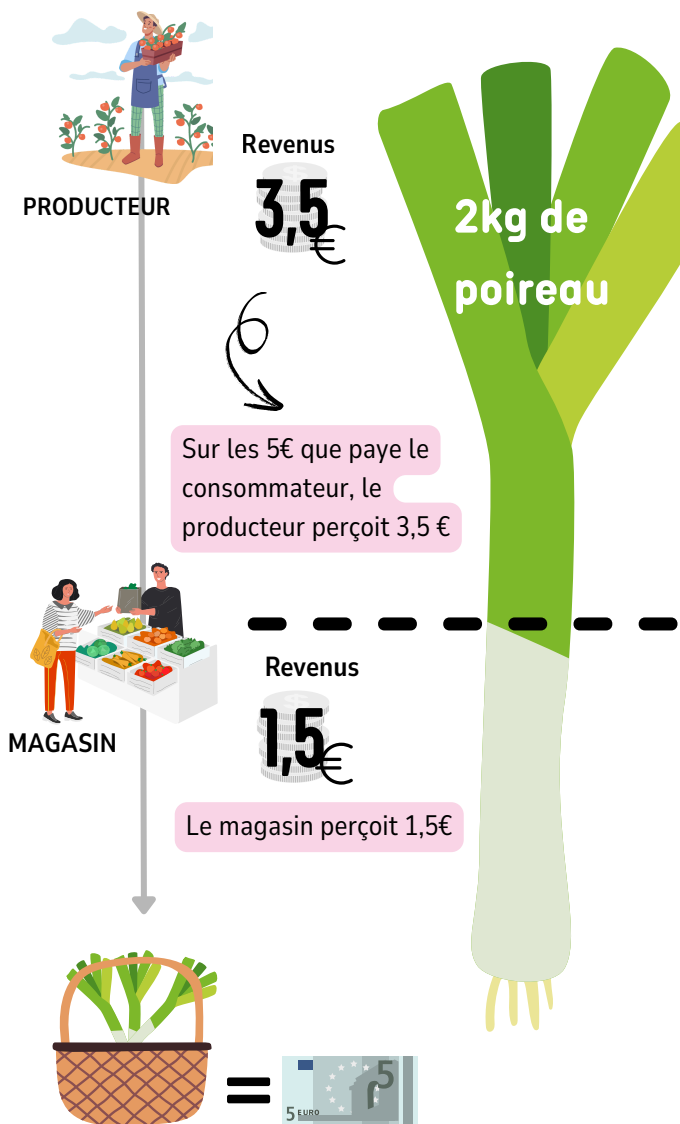 Revenus
3,5
€
PRODUCTEUR
2kg de
poireau
Sur les 5€ que paye le
consommateur, le
producteur perçoit 3,5 €
Revenus
1,5
€
MAGASIN
Le magasin perçoit 1,5€
=
5
5 EURO